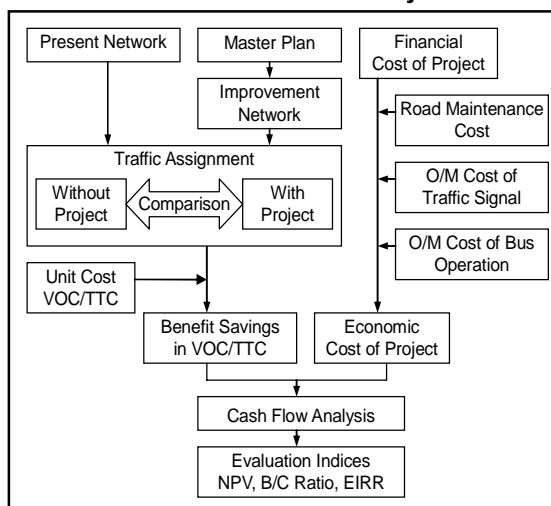 Present Network
Master Plan
Financial
Cost of Project
Improvement
Network
Road Maintenance
Cost
Traffic Assignment
Without
Project
Comparison
With
Project
O/M Cost of
Traffic Signal
O/M Cost of Bus
Operation
Unit Cost
VOC/TTC
Benefit Savings
in VOC/TTC
Economic
Cost of Project
Cash Flow Analysis
Evaluation Indices
NPV, B/C Ratio, EIRR